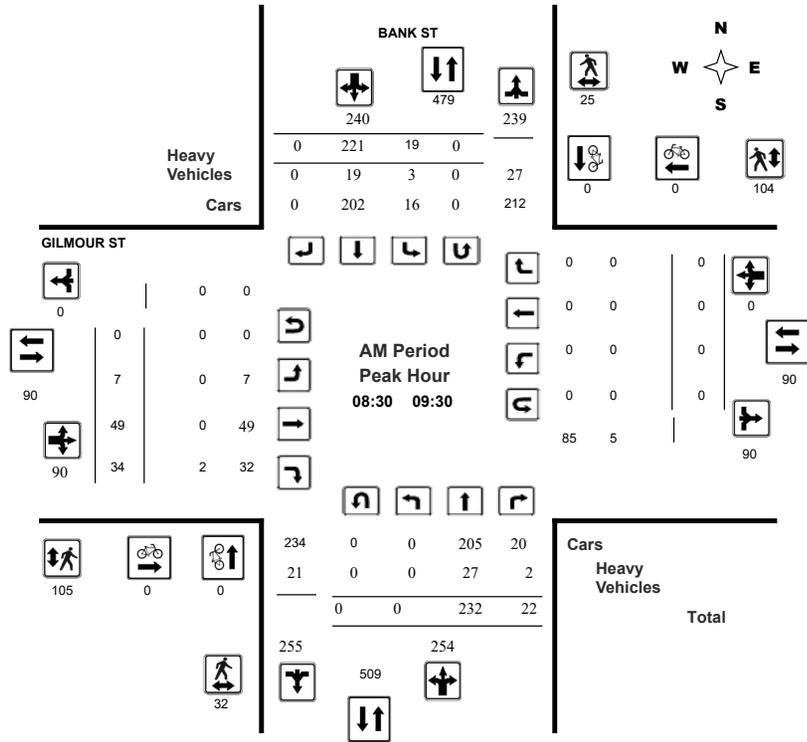 BANK ST
N
W E
S
479
25
240 239
0 221 19 0
Heavy
Vehicles
0 19 3 0 27
0 0 104
Cars 0 202 16 0 212
GILMOUR ST
0 0 0
0 0 0
0
0 0 0
0 0 0
AM Period
Peak Hour
08:30 09:30
7 0 7
0 0 0
90 90
0 0 0
49 0 49
85 5
90 90
34 2 32
234 0 0 205 20
21 0 0 27 2
Cars
Heavy
Vehicles
105 0 0
0 0 232 22
Total
255 254
509
32